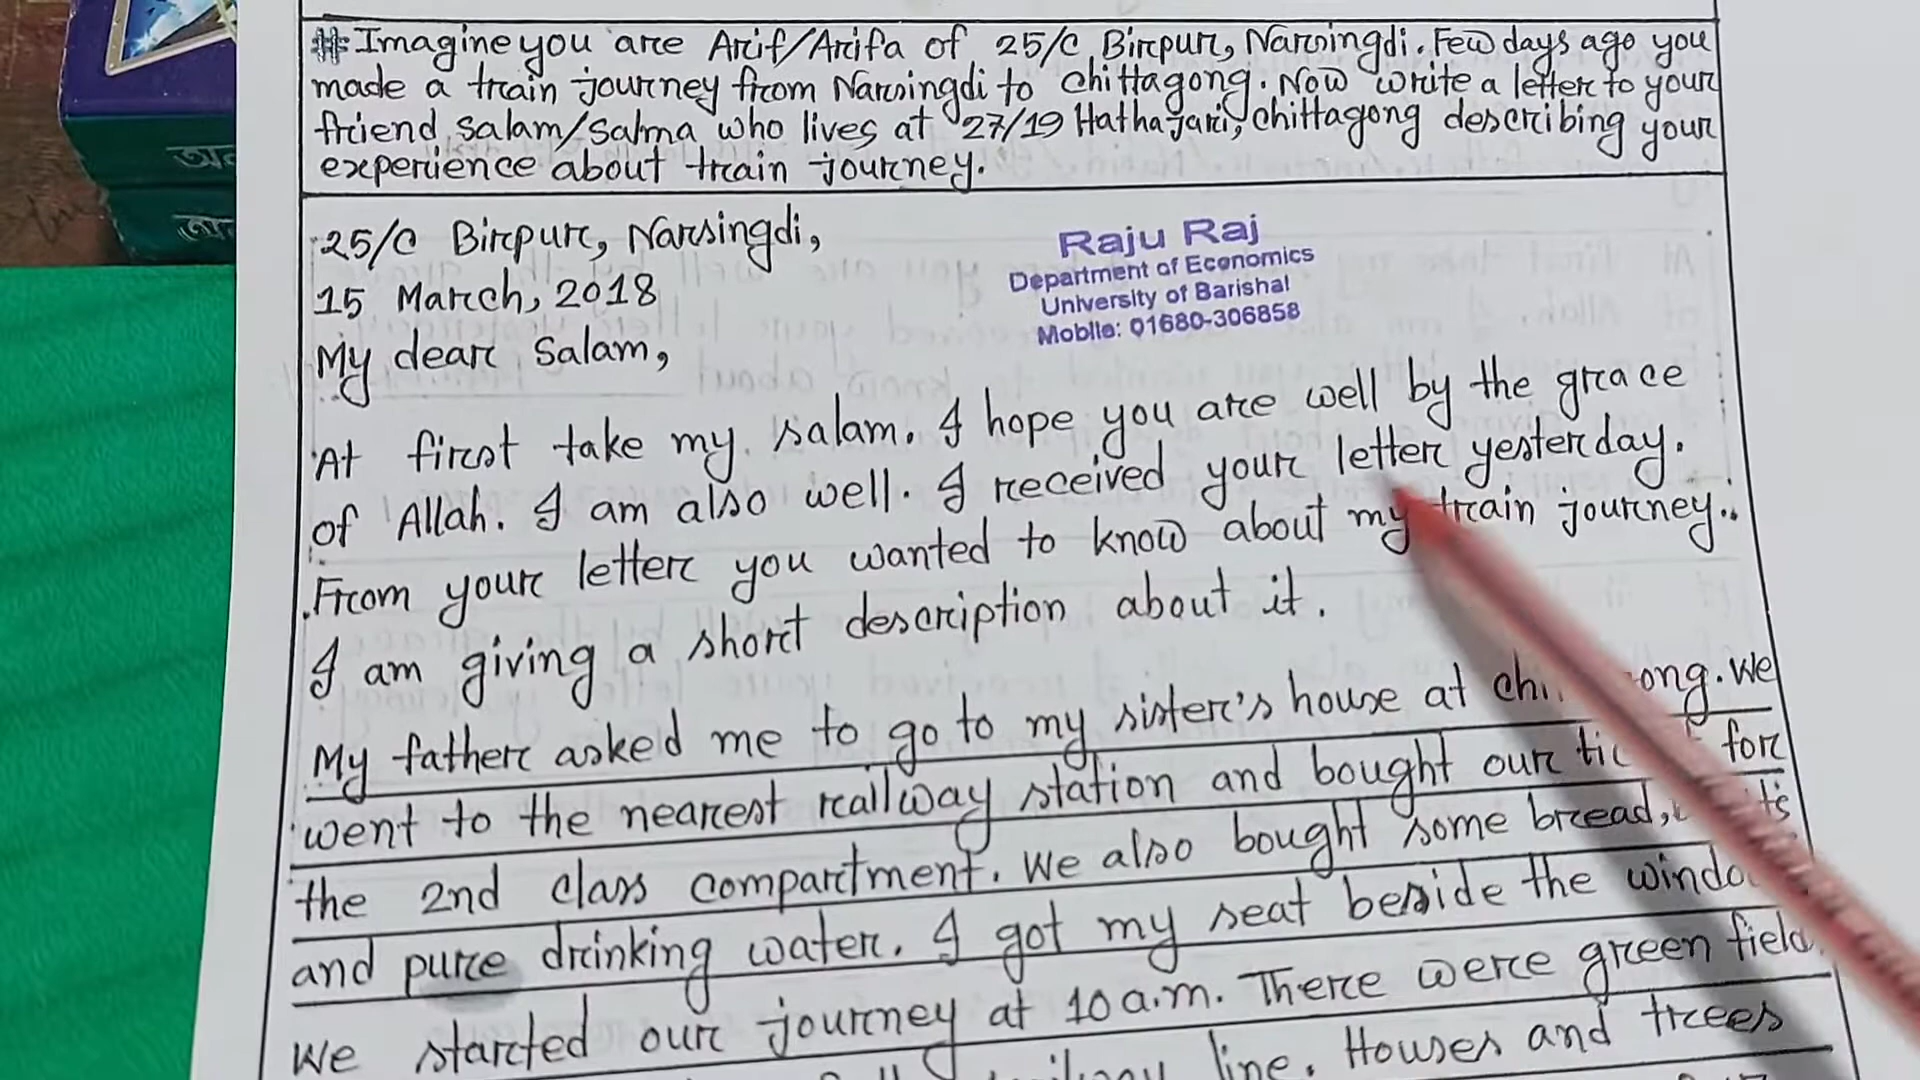 #Imagine you are Arif/Arifa of 25/C Birpur, Narsingdi. Few days ago you
made a train journey from Narsingdi to Chittagong. Now write a letter to your
friend Salam/Salma who lives at 27/19 Hathajari, Chittagong describing your
experience about train journey.
25/C Birpur, Narsingdi,
15 March, 2018
My dear Salam,
Raju Raj
Department of Economics
University of Barishal
Mobile: 01680-306858
At first take my salam. I hope you are well by the grace
of Allah. I am also well. I received your letter yesterday.
From your letter you wanted to know about my train journey.
I am giving a short description about it.
My father asked me to go to my sister's house at We
went to the nearest railway station and bought our for
the 2nd class compartment. We also bought some bread,
and pure drinking water. I got my seat beside the
We started our journey at 10 a.m. There were green field
line. Houses and trees